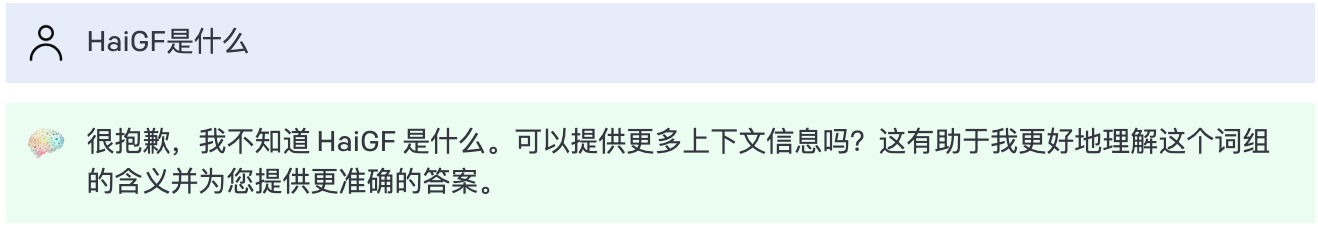 HaiGF是什么
很抱歉，我不知道 HaiGF 是什么。可以提供更多上下文信息吗？这有助于我更好地理解这个词组
的含义并为您提供更准确的答案。